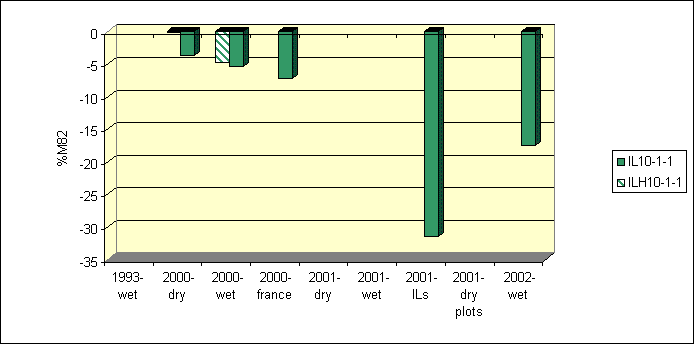 0
-5
-10
-15
-20
-25
-30
-35
%M82
1993-
wet
2000-
dry
2000-
wet
2000-
france
2001-
dry
2001-
wet
2001-
ILs
2001-
dry
plots
2002-
wet
IL10-1-1
ILH10-1-1